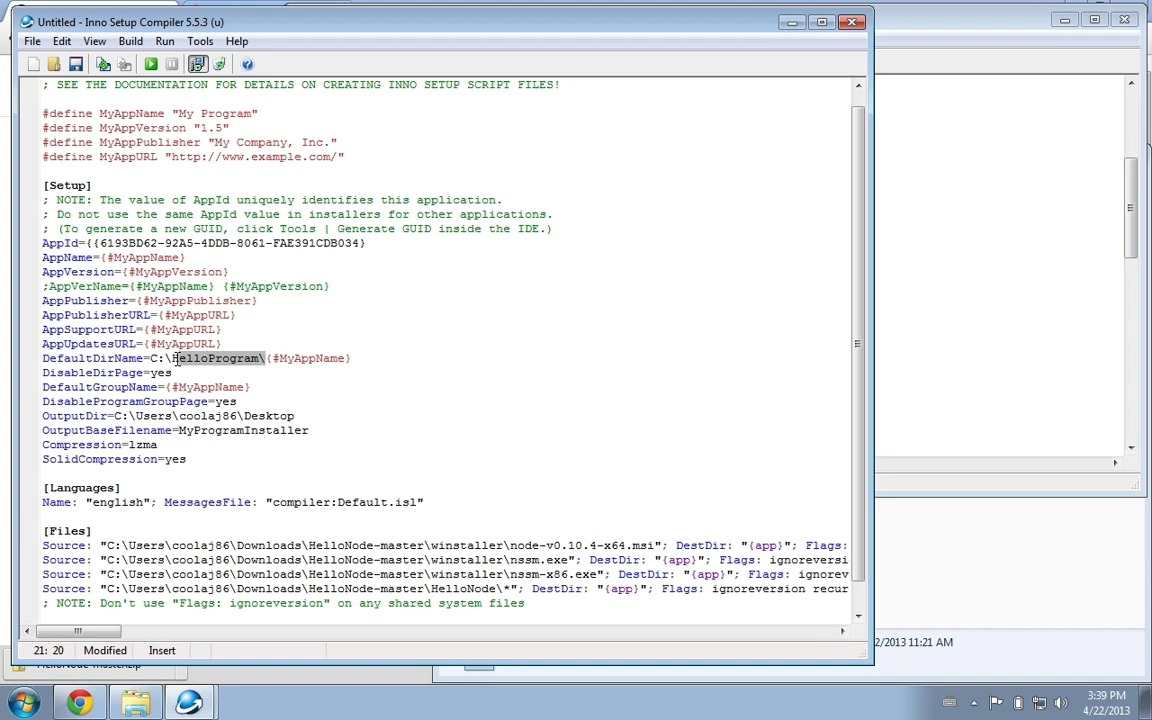 Untitled - Inno Setup Compiler 5.5.3 (u)
File Edit View Build Run Tools Help
; SEE THE DOCUMENTATION FOR DETAILS ON CREATING INNO SETUP SCRIPT FILES!
#define MyAppName "My Program"
#define MyAppVersion "1.5"
#define MyAppPublisher "My Company, Inc."
#define MyAppURL "http://www.example.com/"
[Setup]
; NOTE: The value of AppId uniquely identifies this application.
; Do not use the same AppId value in installers for other applications.
; (To generate a new GUID, click Tools | Generate GUID inside the IDE.)
AppId={{6193BD62-92A5-4DDB-8061-FAE391CDB034}
AppName={#MyAppName}
AppVersion={#MyAppVersion}
;AppVerName={#MyAppName} {#MyAppVersion}
AppPublisher={#MyAppPublisher}
AppPublisherURL={#MyAppURL}
AppSupportURL={#MyAppURL}
AppUpdatesURL={#MyAppURL}
DefaultDirName=C:\HelloProgram\{#MyAppName}
DisableDirPage=yes
DefaultGroupName={#MyAppName}
DisableProgramGroupPage=yes
OutputDir=C:\Users\coolaj86\Desktop
OutputBaseFilename=MyProgramInstaller
Compression=lzma
SolidCompression=yes
[Languages]
Name: "english"; MessagesFile: "compiler:Default.isl"
[Files]
Source: "C:\Users\coolaj86\Downloads\HelloNode-master\winstaller\node-v0.10.4-x64.msi"; DestDir: "{app}"; Flags:
Source: "C:\Users\coolaj86\Downloads\HelloNode-master\winstaller\nssm.exe"; DestDir: "{app}"; Flags: ignoreversi
Source: "C:\Users\coolaj86\Downloads\HelloNode-master\winstaller\nssm-x86.exe"; DestDir: "{app}"; Flags: ignorev
Source: "C:\Users\coolaj86\Downloads\HelloNode-master\HelloNode\*"; DestDir: "{app}"; Flags: ignoreversion recur
; NOTE: Don't use "Flags: ignoreversion" on any shared system files
21: 20 Modified Insert
2/2013 11:21 AM
HelloNode-master.zip
3:39 PM
4/22/2013